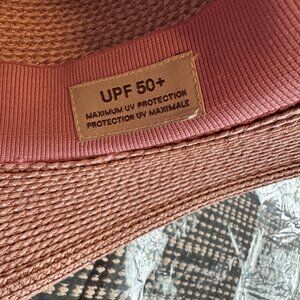 UPF 50+
MAXIMUM UV PROTECTION
PROTECTION UV MAXIMALE